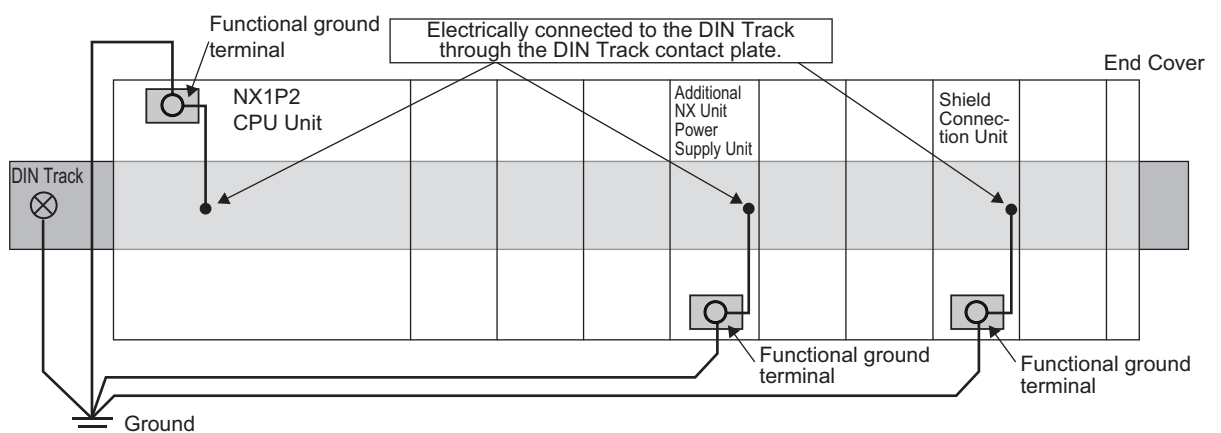 Functional ground
terminal
Electrically connected to the DIN Track
through the DIN Track contact plate.
End Cover
NX1P2
CPU Unit
Additional
NX Unit
Power
Supply Unit
Shield
Connec-
tion Unit
DIN Track
Functional ground
terminal
Functional ground
terminal
Ground